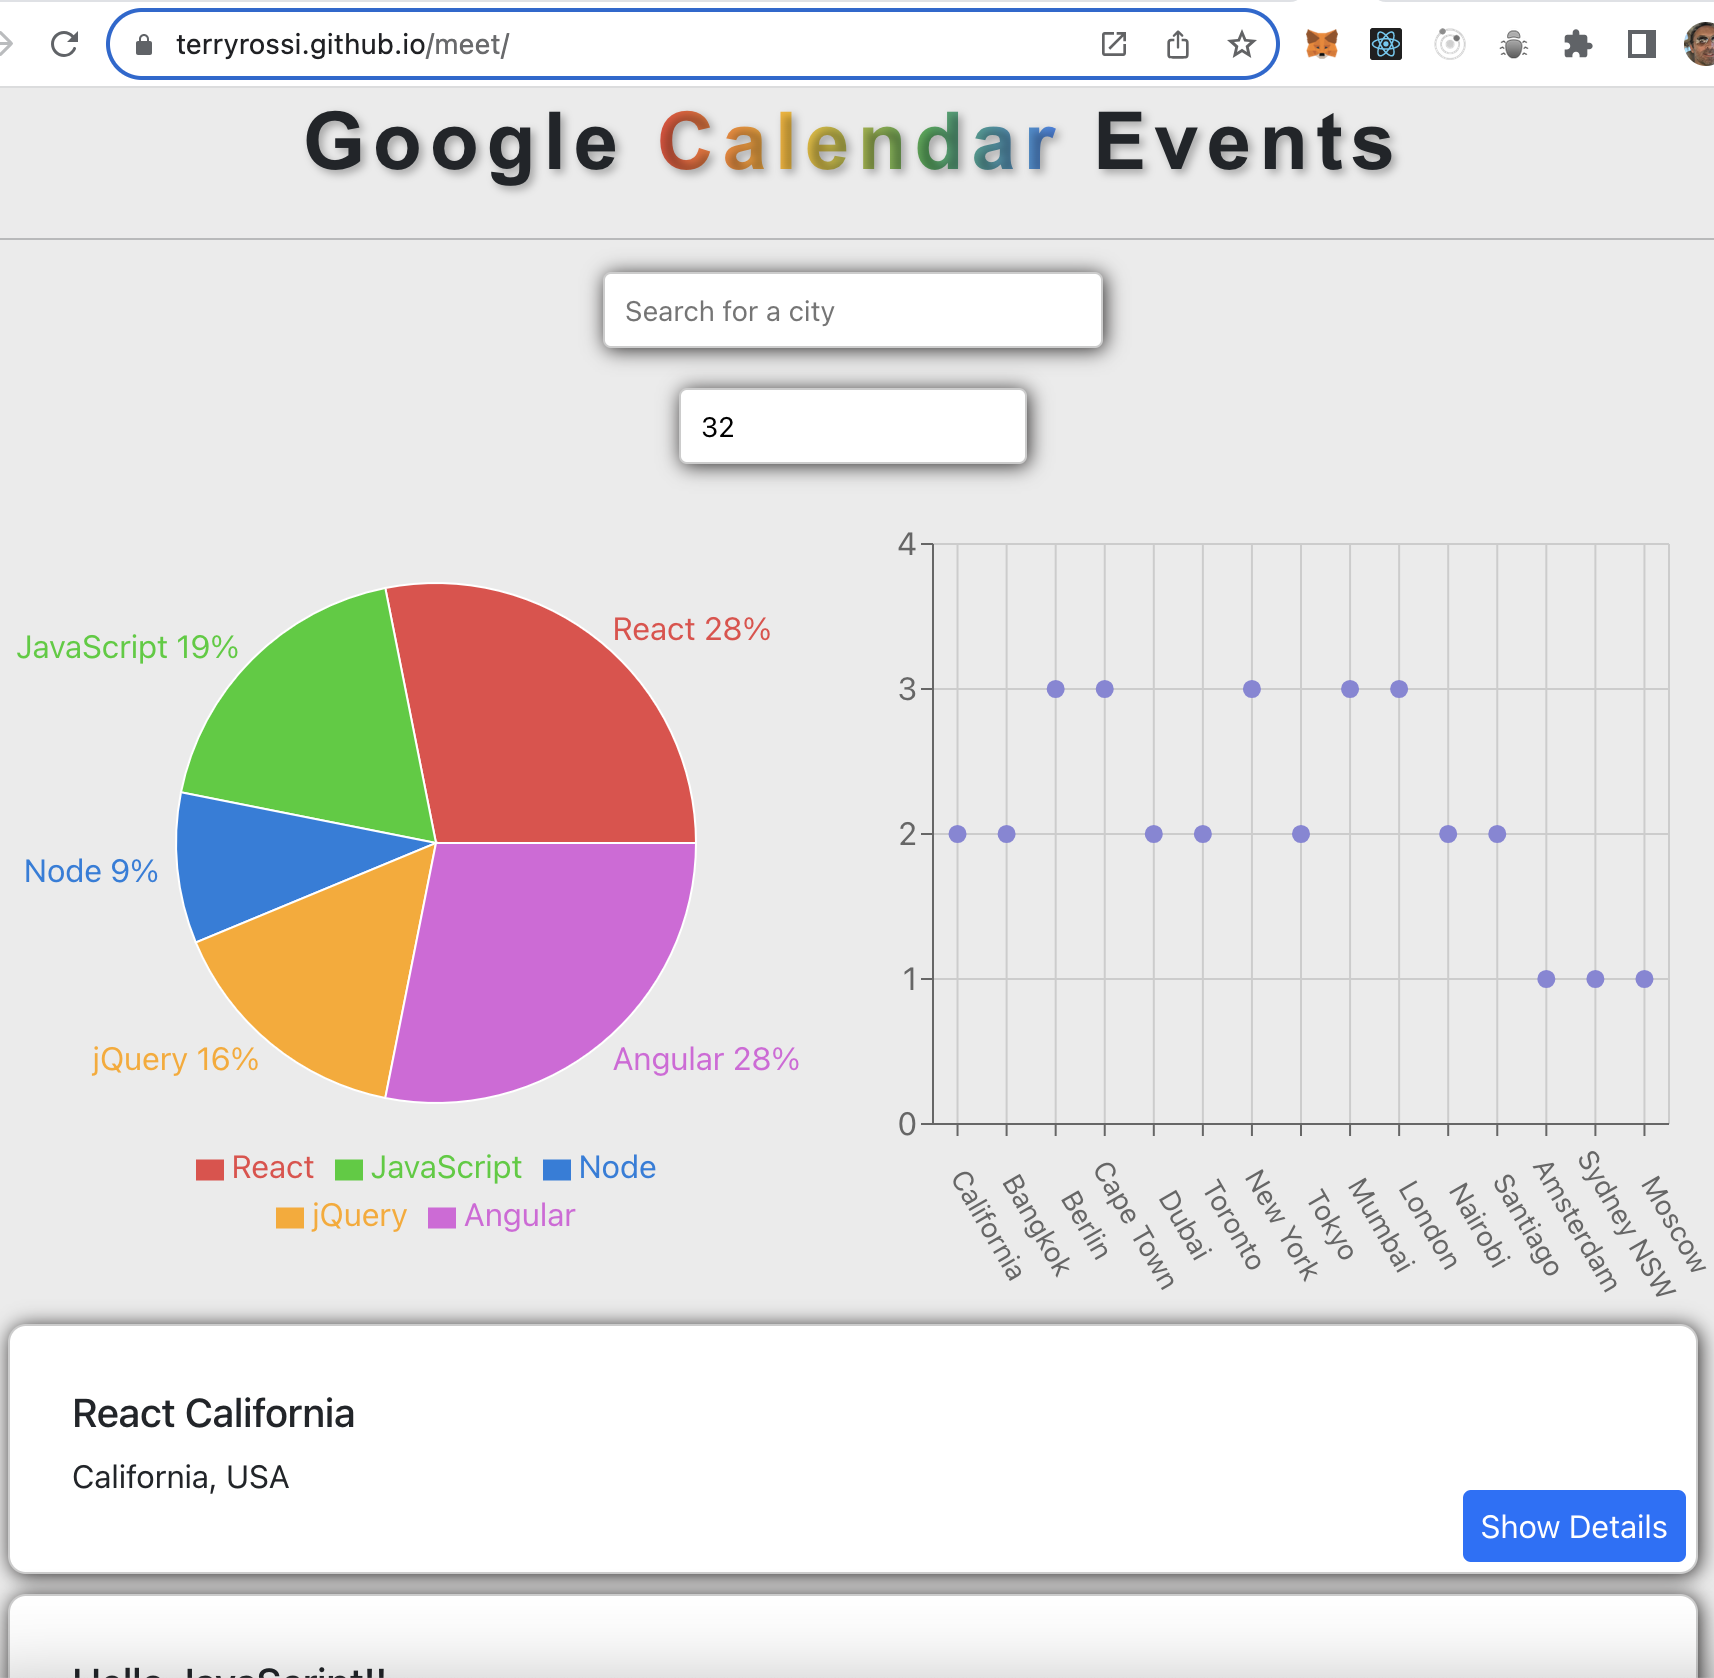 terryrossi.github.io/meet/
Google Calendar Events
Search for a city
32
JavaScript 19%
React 28%
Node 9%
jQuery 16%
Angular 28%
React JavaScript Node
jQuery Angular
4
3
2
1
0
California
Bangkok
Berlin
Cape Town
Dubai
Toronto
New York
Tokyo
Mumbai
London
Nairobi
Santiago
Amsterdam
Sydney NSW
Moscow
React California
California, USA
Show Details
Hello JavaScript!!